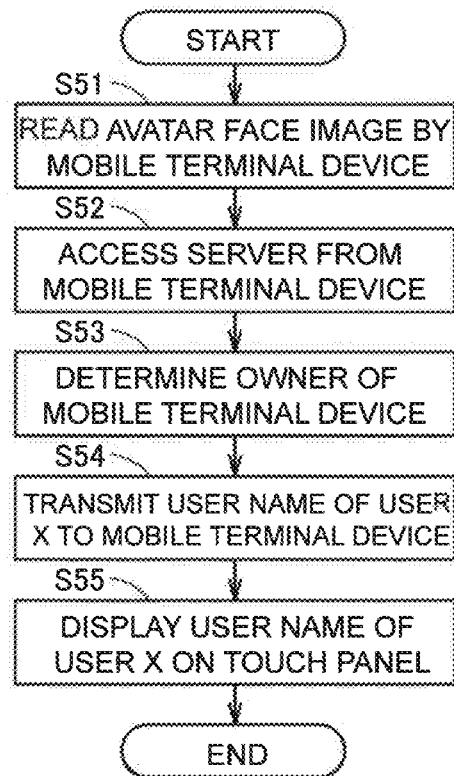 START
S51
READ AVATAR FACE IMAGE BY
MOBILE TERMINAL DEVICE
S52
ACCESS SERVER FROM
MOBILE TERMINAL DEVICE
S53
DETERMINE OWNER OF
MOBILE TERMINAL DEVICE
S54
TRANSMIT USER NAME OF USER
X TO MOBILE TERMINAL DEVICE
S55
DISPLAY USER NAME OF
USER X ON TOUCH PANEL
END